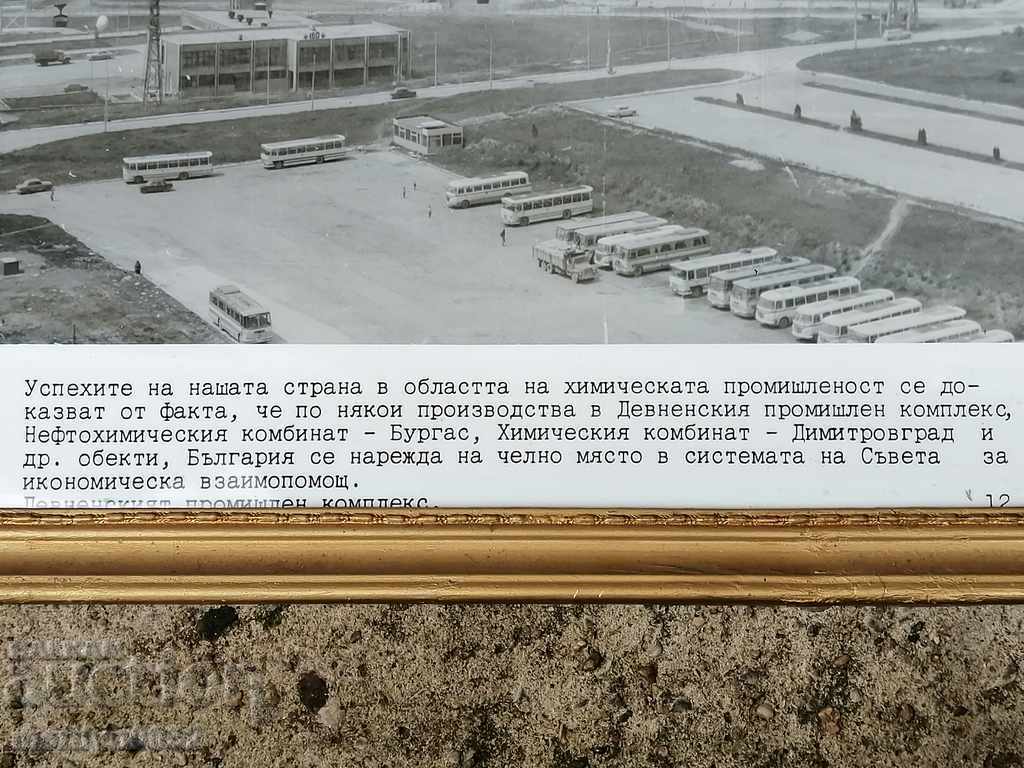 Успехите на нашата страна в областта на химическата промишленост се до-
казват от факта, че по някои производства в Девненския промишлен комплекс,
Нефтохимическия комбинат - Бургас, Химическия комбинат - Димитровград и
др. обекти, България се нарежда на челно място в системата на Съвета за
икономическа взаимопомощ.
Девненският промишлен комплекс. 12
BALKAN
AUCTION